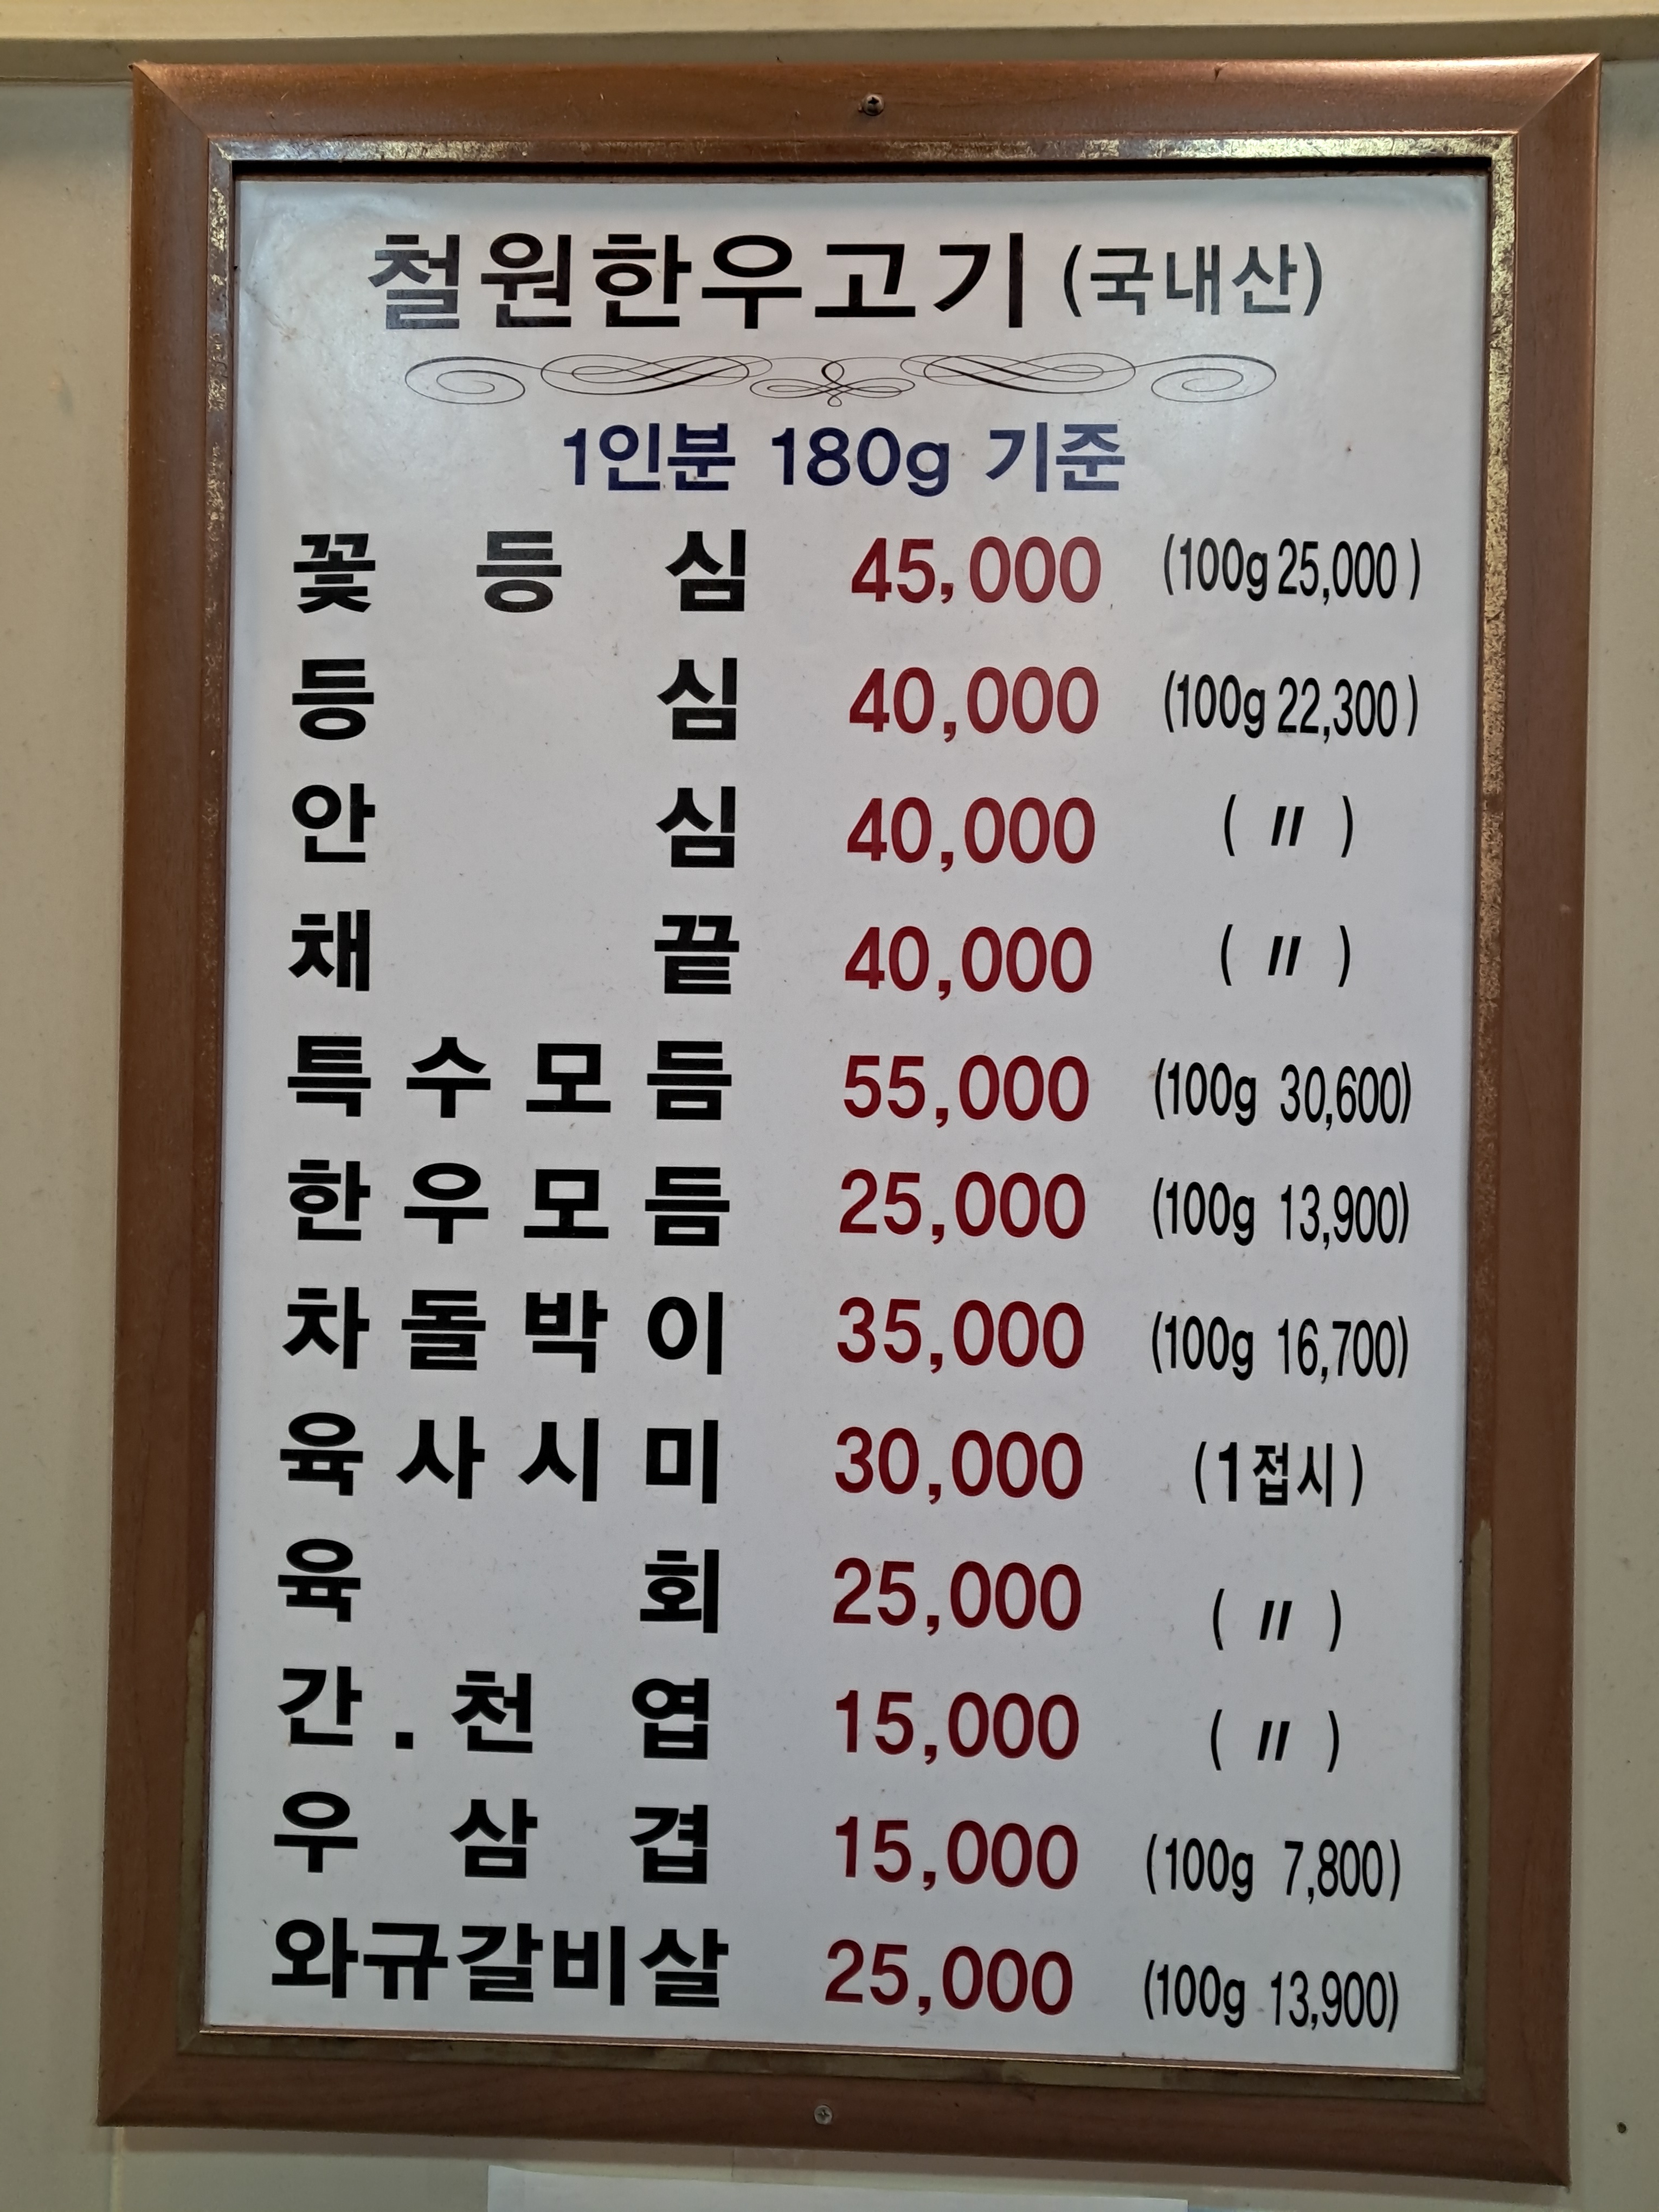 철원한우고기 (국내산)
1인분 180g 기준
꽃등심 45,000 (100g 25,000)
등심 40,000 (100g 22,300)
안심 40,000 ( 〃 )
채끝 40,000 ( 〃 )
특수모듬 55,000 (100g 30,600)
한우모듬 25,000 (100g 13,900)
차돌박이 35,000 (100g 16,700)
육사시미 30,000 (1접시)
육회 25,000 ( 〃 )
간.천엽 15,000 ( 〃 )
우삼겹 15,000 (100g 7,800)
와규갈비살 25,000 (100g 13,900)